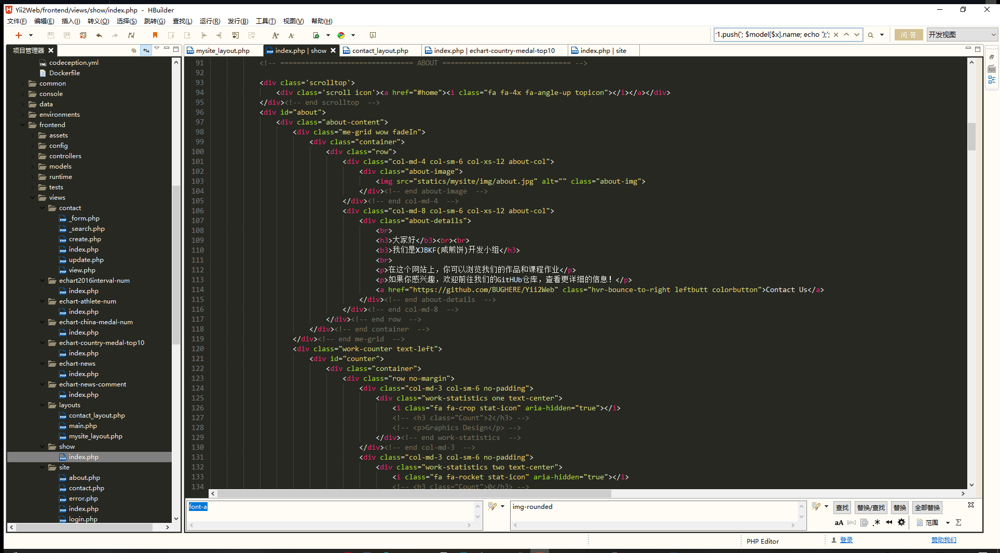 Yii2Web/frontend/views/show/index.php - HBuilder
文件(F) 编辑(E) 插入(I) 转义(O) 选择(S) 跳转(G) 查找(L) 运行(R) 发行(B) 工具(T) 视图(V) 帮助(H)
1.push('; $model[$x].name; echo ');'; 问 答 开发视图
项目管理器
mysite_layout.php index.php | show contact_layout.php index.php | echart-country-medal-top10 index.php | site
codeception.yml
Dockerfile
common
console
data
environments
frontend
assets
config
controllers
models
runtime
tests
views
contact
_form.php
_search.php
create.php
index.php
update.php
view.php
echart2016interval-num
index.php
echart-athlete-num
index.php
echart-china-medal-num
index.php
echart-country-medal-top10
index.php
echart-news
index.php
echart-news-comment
index.php
layouts
contact_layout.php
main.php
mysite_layout.php
show
index.php
site
about.php
contact.php
error.php
index.php
login.php
91 <!-- ================================ ABOUT =============================== -->
92
93 <div class='scrolltop'>
94 <div class='scroll icon'><a href="#home"><i class="fa fa-4x fa-angle-up topicon"></i></a></div>
95 </div><!-- end scrolltop -->
96 <div id="about">
97 <div class="about-content">
98 <div class="me-grid wow fadeIn">
99 <div class="container">
100 <div class="row">
101 <div class="col-md-4 col-sm-6 col-xs-12 about-col">
102 <div class="about-image">
103 <img src="statics/mysite/img/about.jpg" alt="" class="about-img">
104 </div><!-- end about-image -->
105 </div><!-- end col-md-4 -->
106 <div class="col-md-8 col-sm-6 col-xs-12 about-col">
107 <div class="about-details">
108 <br>
109 <h3>大家好</b3><br><br>
110 <b3>我们是XJBKF(咸煎饼)开发小组</h3>
111 <br>
112 <p>在这个网站上，你可以浏览我们的作品和课程作业</p>
113 <p>如果你感兴趣，欢迎前往我们的GitHUb仓库，查看更详细的信息！</p>
114 <a href="https://github.com/BUGHERE/Yii2Web" class="hvr-bounce-to-right leftbutt colorbutton">Contact Us</a>
115 </div><!-- end about-details -->
116 </div><!-- end col-md-8 -->
117 </div><!-- end row -->
118 </div><!-- end container -->
119 </div><!-- end me-grid -->
120 <div class="work-counter text-left">
121 <div id="counter">
122 <div class="container">
123 <div class="row no-margin">
124 <div class="col-md-3 col-sm-6 no-padding">
125 <div class="work-statistics one text-center">
126 <i class="fa fa-crop stat-icon" aria-hidden="true"></i>
127 <!-- <h3 class="Count">2</h3> -->
128 <!-- <p>Graphics Design</p> -->
129 </div><!-- end work-statistics -->
130 </div><!-- end col-md-3 -->
131 <div class="col-md-3 col-sm-6 no-padding">
132 <div class="work-statistics two text-center">
133 <i class="fa fa-rocket stat-icon" aria-hidden="true"></i>
134 <!-- <h3 class="Count">0</h3> -->
font-a img-rounded 查找 替换/查找 替换 全部替换
aA [abc] .* 范围 Σ
PHP Editor 登录 赞助我们